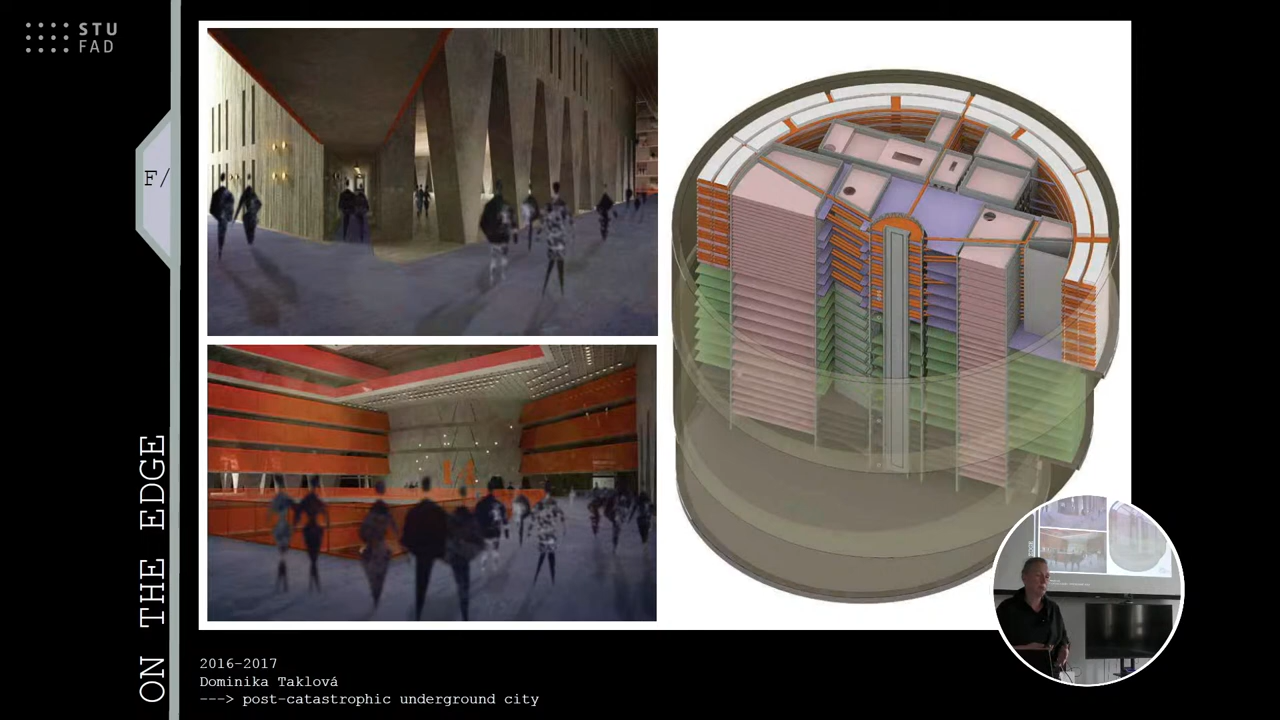 STU
FAD
F/
ON THE EDGE
2016-2017
Dominika Taklová
---> post-catastrophic underground city